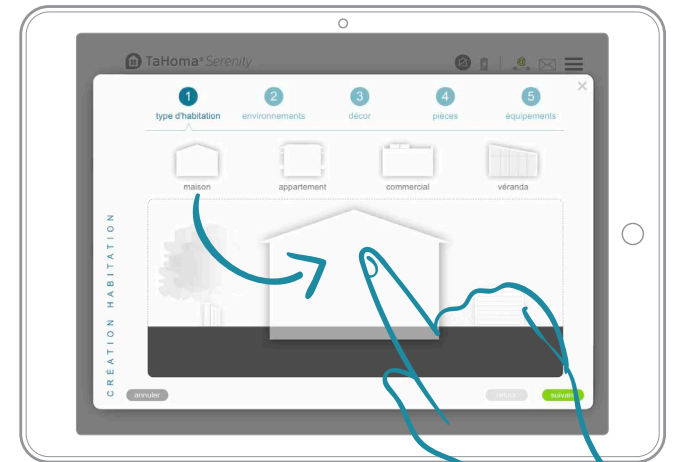 TaHoma® Serenity
1 2 3 4 5
type d'habitation environnements décor pièces équipements
maison appartement commercial véranda
CRÉATION HABITATION
annuler retour suivant